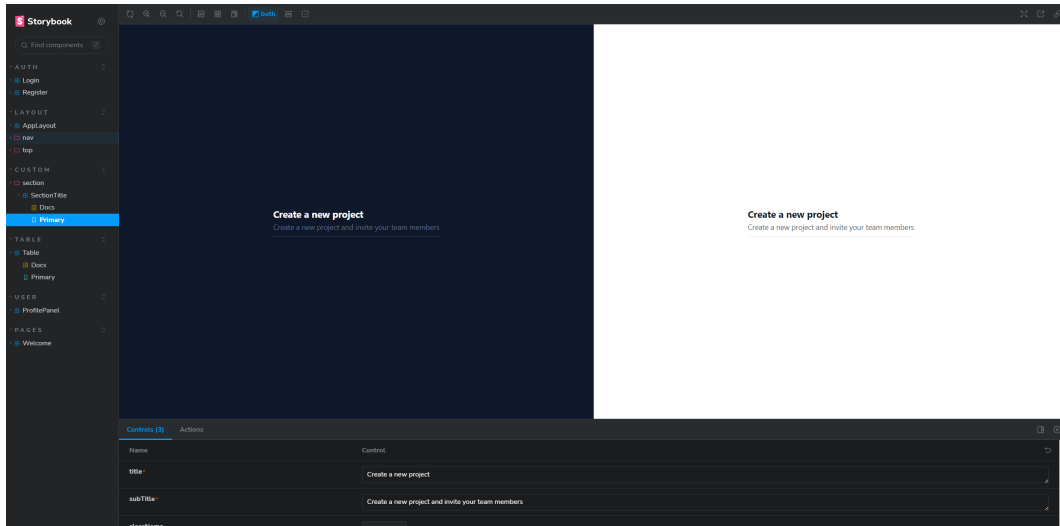 Storybook
Find components /
AUTH
Login
Register
LAYOUT
AppLayout
nav
top
CUSTOM
section
SectionTitle
Docs
Primary
TABLE
Table
Docs
Primary
USER
ProfilePanel
PAGES
Welcome
both
Create a new project
Create a new project and invite your team members
Create a new project
Create a new project and invite your team members
Controls (3) Actions
Name Control
title* Create a new project
subTitle* Create a new project and invite your team members